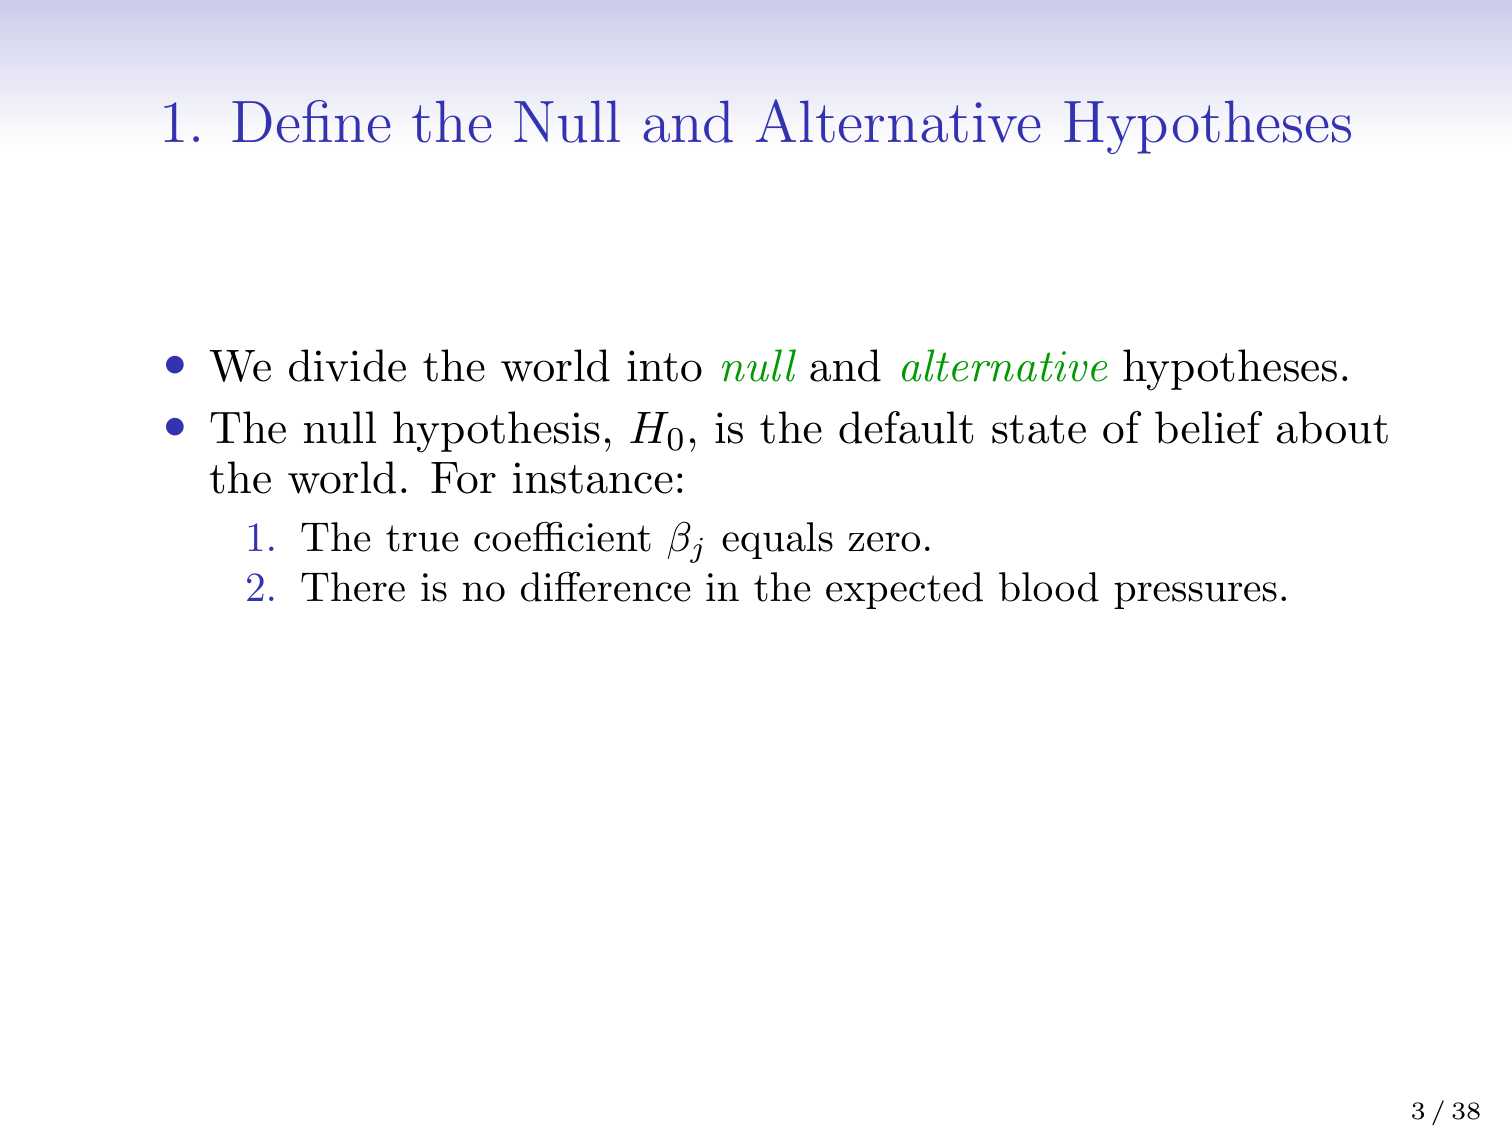 1. Define the Null and Alternative Hypotheses
• We divide the world into null and alternative hypotheses.
• The null hypothesis, H₀, is the default state of belief about
the world. For instance:
1. The true coefficient βⱼ equals zero.
2. There is no difference in the expected blood pressures.
3 / 38